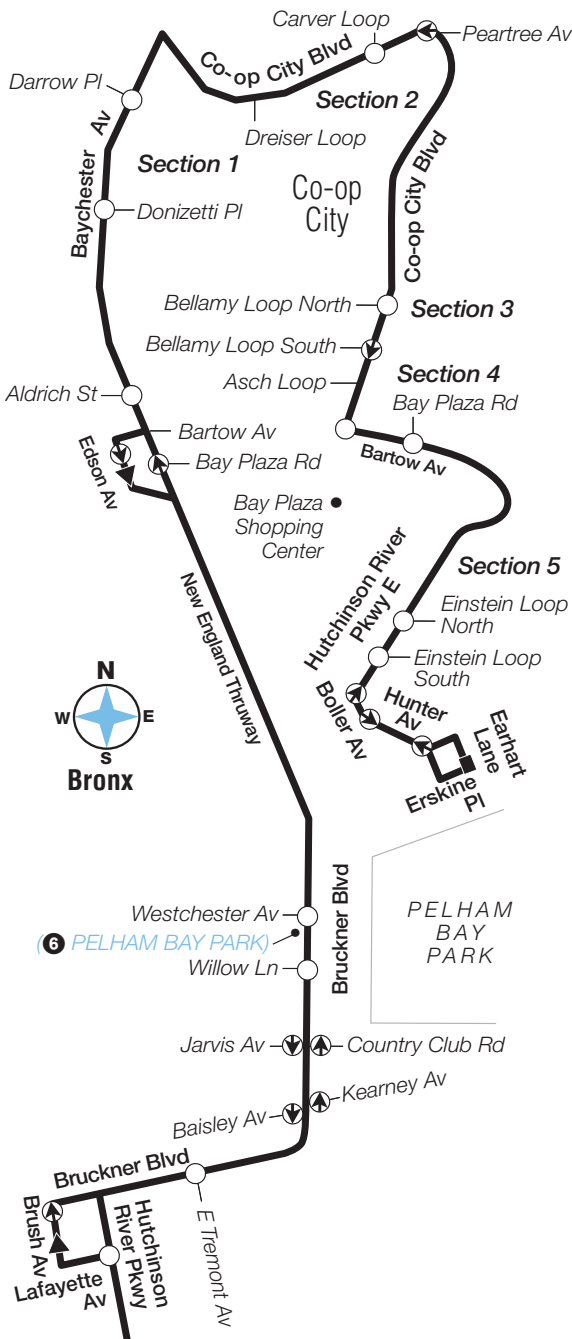 Carver Loop
Peartree Av
Co-op City Blvd
Darrow Pl
Section 2
Dreiser Loop
Baychester Av
Section 1
Co-op
City
Co-op City Blvd
Donizetti Pl
Bellamy Loop North
Section 3
Bellamy Loop South
Asch Loop
Section 4
Aldrich St
Bay Plaza Rd
Bartow Av
Bartow Av
Edson Av
Bay Plaza Rd
Bay Plaza
Shopping
Center
Section 5
Hutchinson River
Pkwy E
Einstein Loop
North
New England Thruway
Einstein Loop
South
N
W E
S
Bronx
Boller Av
Hunter
Av
Earhart
Lane
Erskine
Pl
Bruckner Blvd
Westchester Av
(6 PELHAM BAY PARK)
Willow Ln
PELHAM
BAY
PARK
Jarvis Av
Country Club Rd
Kearney Av
Baisley Av
Bruckner Blvd
Brush Av
Hutchinson
River Pkwy
E Tremont Av
Lafayette
Av